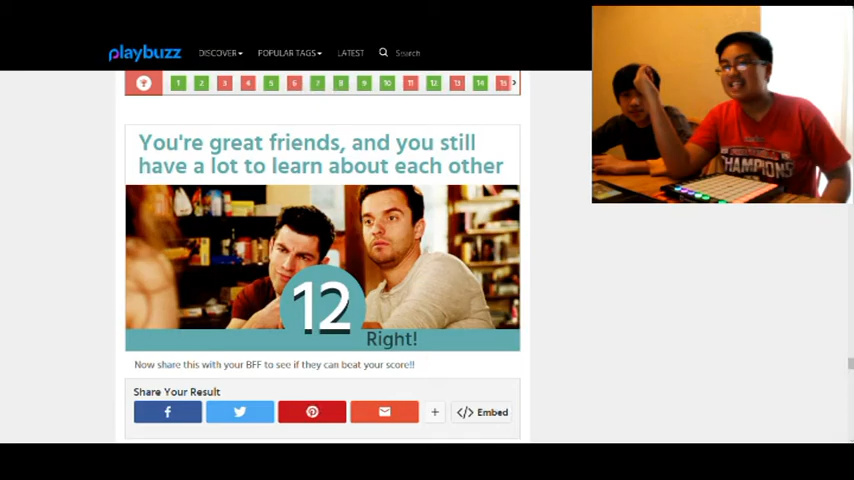 playbuzz DISCOVER POPULAR TAGS LATEST Search
1 2 3 4 5 6 7 8 9 10 11 12 13 14 15
You're great friends, and you still
have a lot to learn about each other
12
Right!
Now share this with your BFF to see if they can beat your score!!
Share Your Result
f + </> Embed
CHAMPIONS